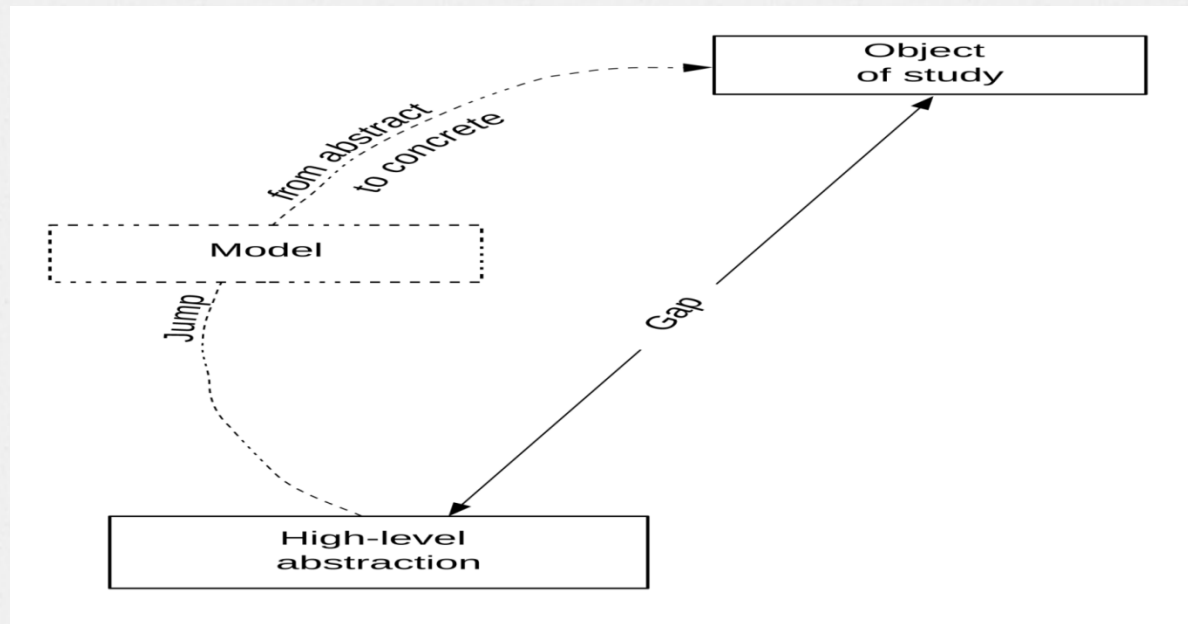 Object
of study
from abstract
to concrete
Model
Jump
Gap
High-level
abstraction